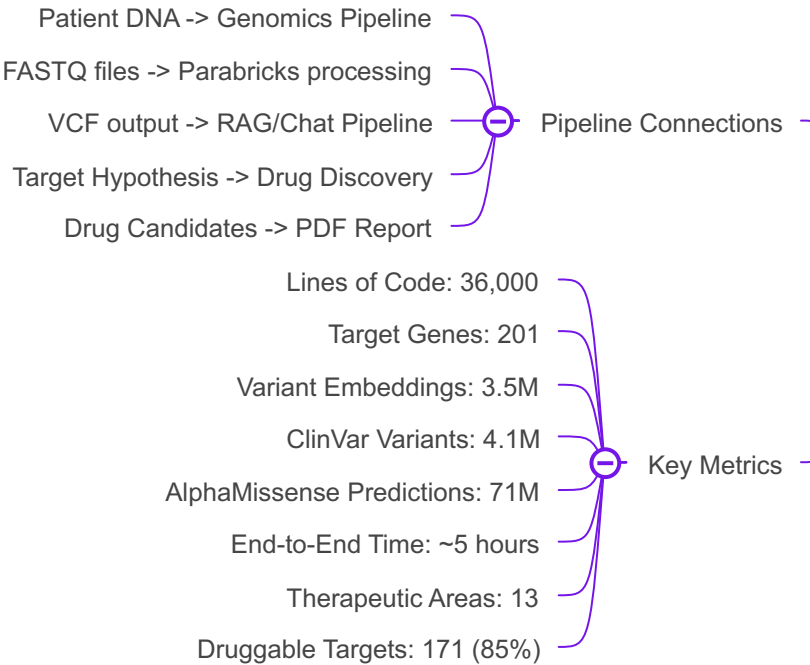 Patient DNA -> Genomics Pipeline
FASTQ files -> Parabricks processing
VCF output -> RAG/Chat Pipeline
Target Hypothesis -> Drug Discovery
Drug Candidates -> PDF Report
Pipeline Connections
Lines of Code: 36,000
Target Genes: 201
Variant Embeddings: 3.5M
ClinVar Variants: 4.1M
AlphaMissense Predictions: 71M
End-to-End Time: ~5 hours
Therapeutic Areas: 13
Druggable Targets: 171 (85%)
Key Metrics